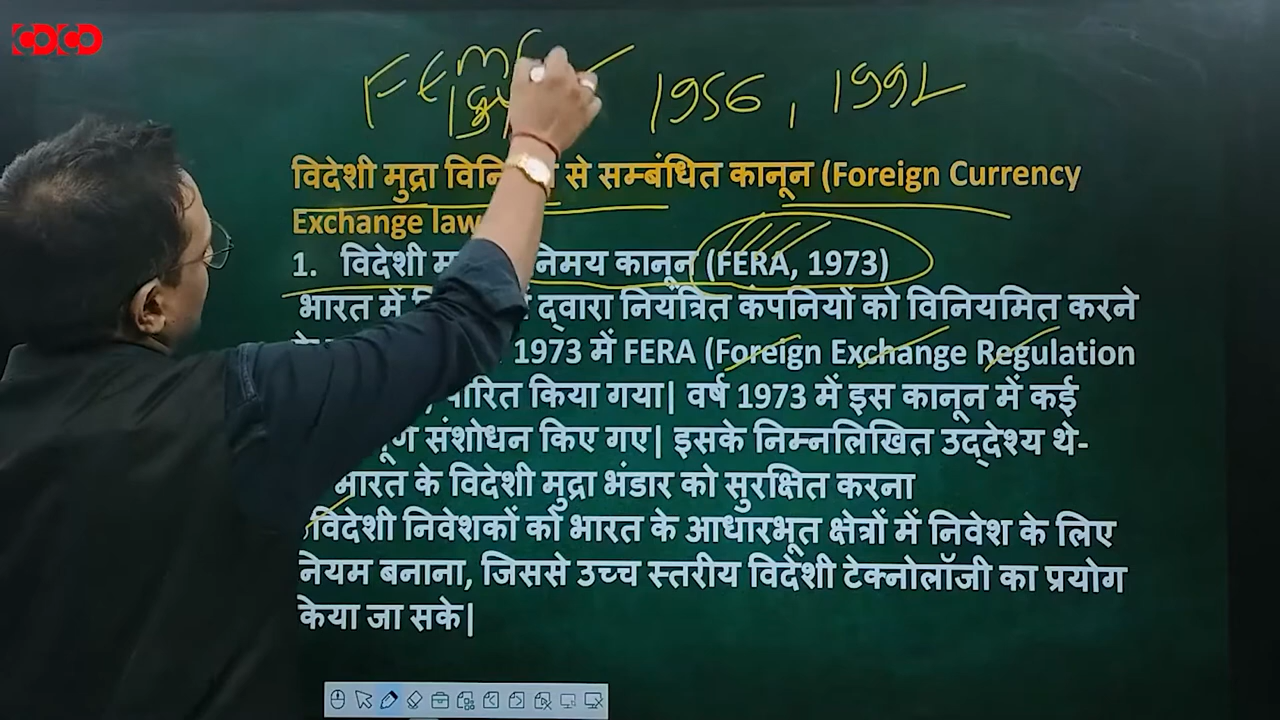 COCO
FEM 1956, 1992
विदेशी मुद्रा से सम्बंधित कानून (Foreign Currency
Exchange law
1. विदेशी कानून (FERA, 1973)
भारत में द्वारा नियंत्रित कंपनियों को विनियमित करने
1973 में FERA (Foreign Exchange Regulation
पारित किया गया| वर्ष 1973 में इस कानून में कई
संशोधन किए गए| इसके निम्नलिखित उद्देश्य थे-
भारत के विदेशी मुद्रा भंडार को सुरक्षित करना
विदेशी निवेशकों को भारत के आधारभूत क्षेत्रों में निवेश के लिए
नियम बनाना, जिससे उच्च स्तरीय विदेशी टेक्नोलॉजी का प्रयोग
किया जा सके|